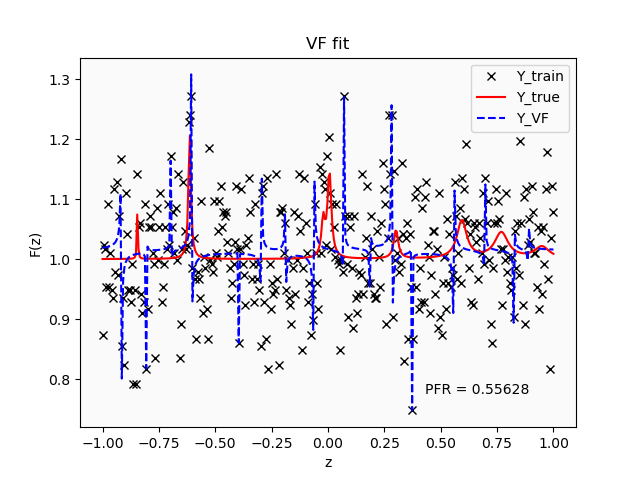 VF fit
F(z)
1.3
1.2
1.1
1.0
0.9
0.8
Y_train
Y_true
Y_VF
PFR = 0.55628
−1.00 −0.75 −0.50 −0.25 0.00 0.25 0.50 0.75 1.00
z